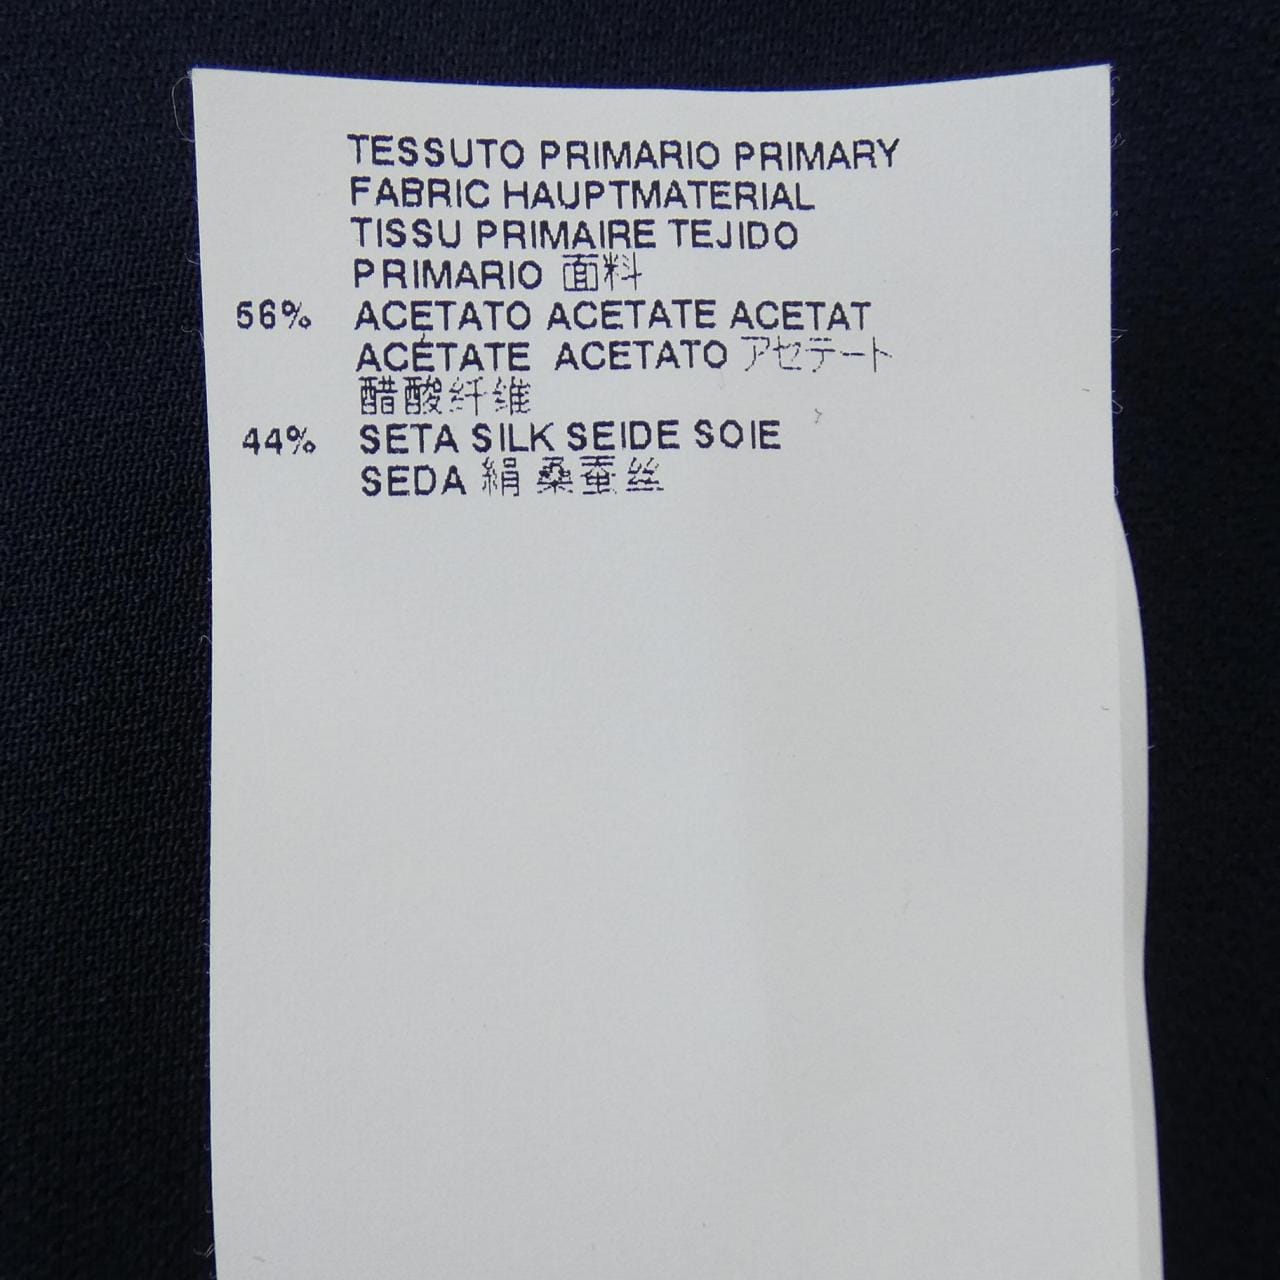 TESSUTO PRIMARIO PRIMARY
FABRIC HAUPTMATERIAL
TISSU PRIMAIRE TEJIDO
PRIMARIO 面料
56% ACETATO ACETATE ACETAT
ACÉTATE ACETATO アセテート
醋酸纤维
44% SETA SILK SEIDE SOIE
SEDA 絹 桑蚕丝